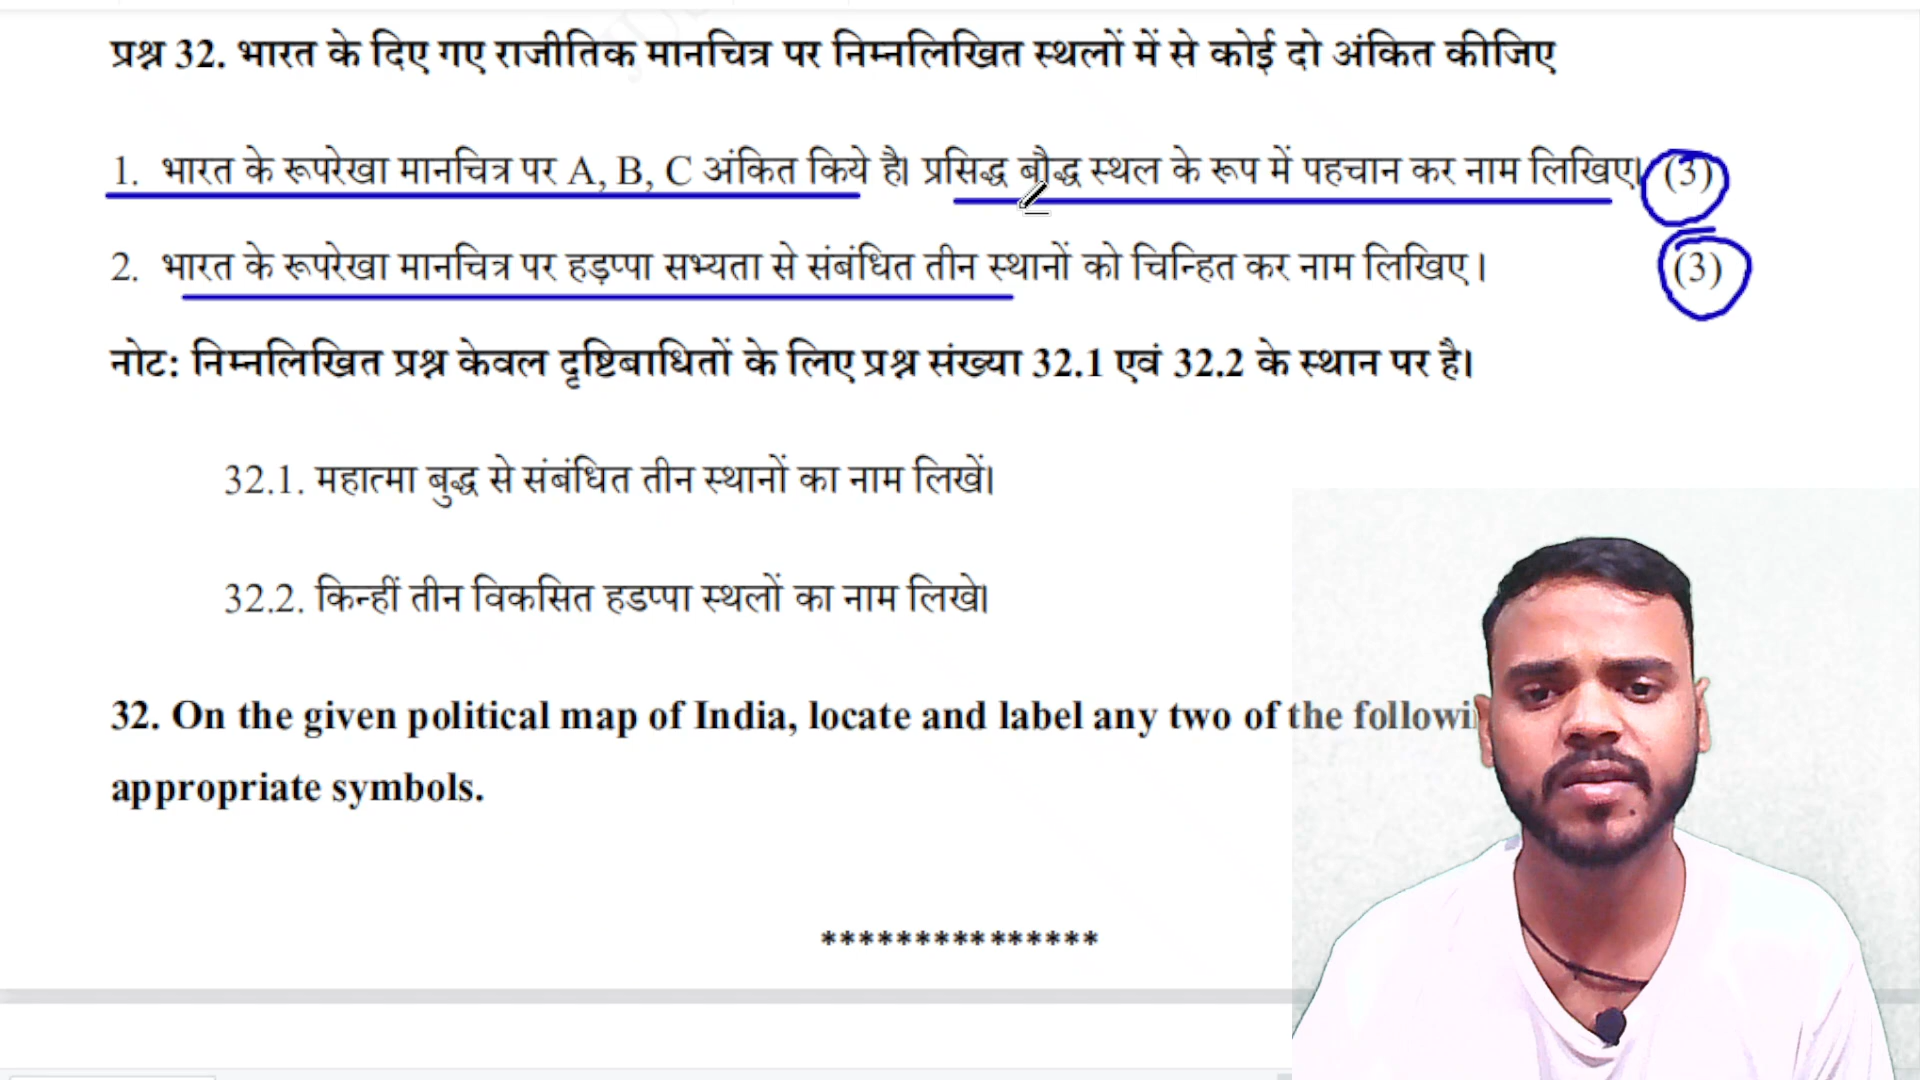 प्रश्न 32. भारत के दिए गए राजीतिक मानचित्र पर निम्नलिखित स्थलों में से कोई दो अंकित कीजिए
1. भारत के रूपरेखा मानचित्र पर A, B, C अंकित किये है। प्रसिद्ध बौद्ध स्थल के रूप में पहचान कर नाम लिखिए। (3)
2. भारत के रूपरेखा मानचित्र पर हड़प्पा सभ्यता से संबंधित तीन स्थानों को चिन्हित कर नाम लिखिए। (3)
नोट: निम्नलिखित प्रश्न केवल दृष्टिबाधितों के लिए प्रश्न संख्या 32.1 एवं 32.2 के स्थान पर है।
32.1. महात्मा बुद्ध से संबंधित तीन स्थानों का नाम लिखें।
32.2. किन्हीं तीन विकसित हडप्पा स्थलों का नाम लिखे।
32. On the given political map of India, locate and label any two of the followi
appropriate symbols.
***************